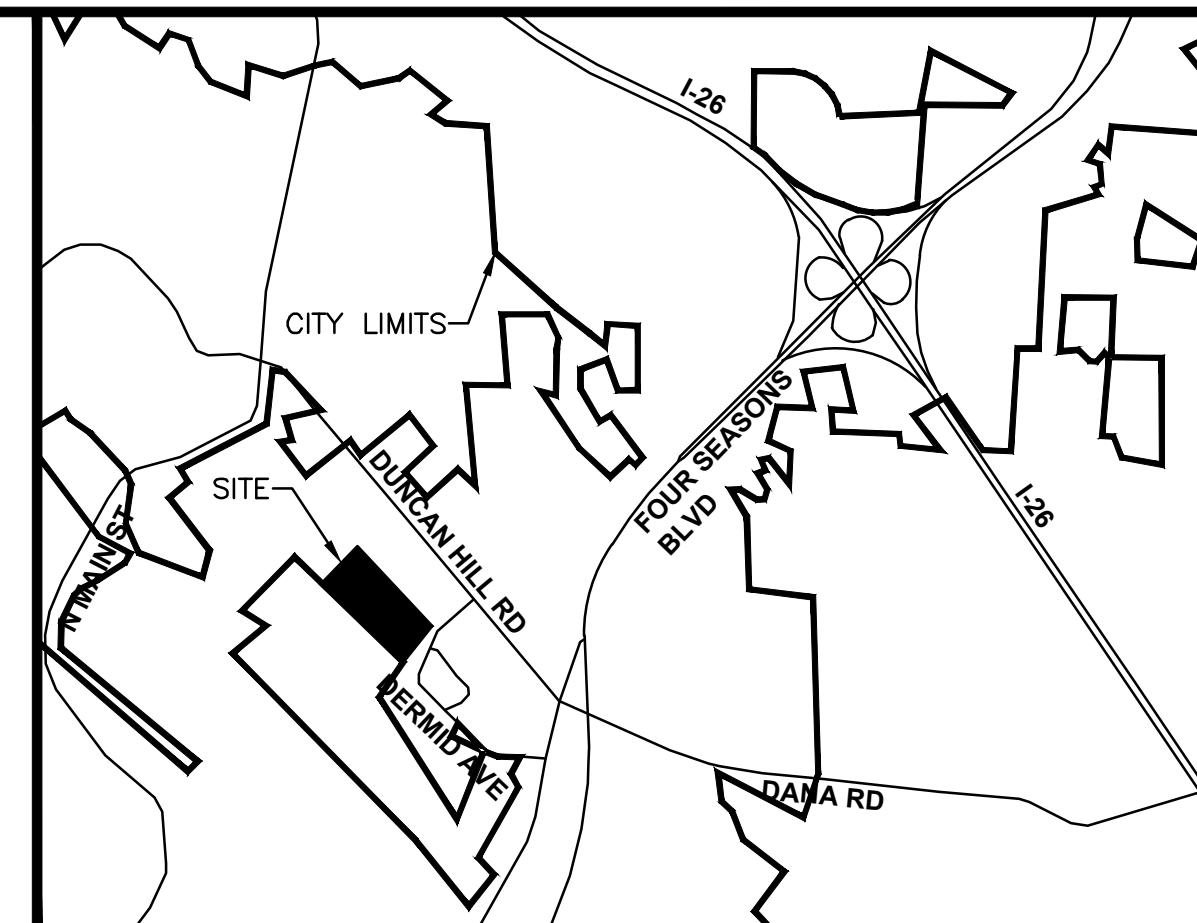 I-26
CITY LIMITS
FOUR SEASONS
BLVD
DUNCAN HILL RD
SITE
I-26
N MAIN ST
DERMID AVE
DANA RD